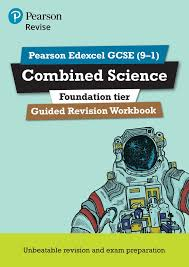 Pearson
Revise
Pearson Edexcel GCSE (9–1)
Combined Science
Foundation tier
Guided Revision Workbook
Unbeatable revision and exam preparation